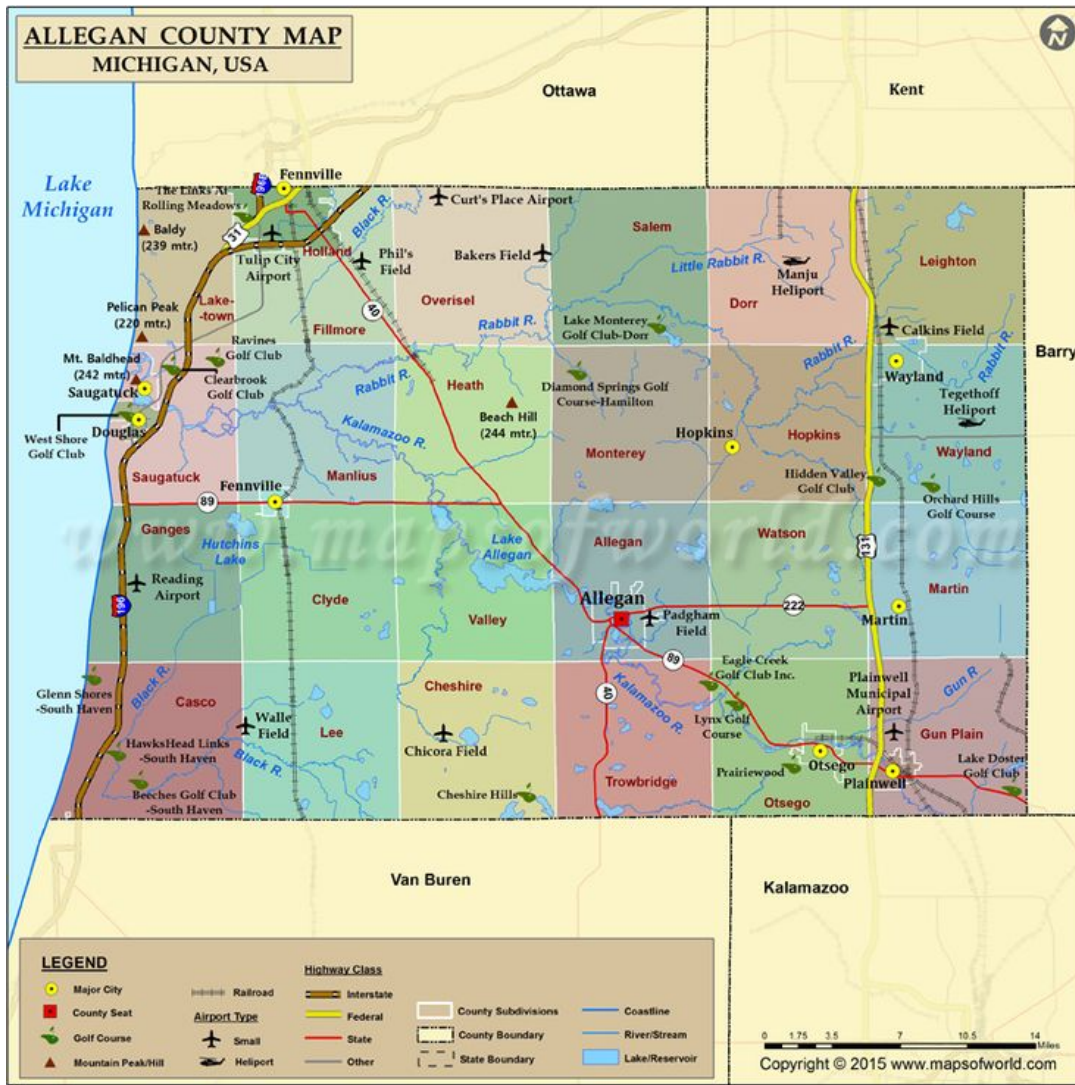 ALLEGAN COUNTY MAP
MICHIGAN, USA
N
Ottawa
Kent
Lake
Michigan
196
Fennville
The Links At
Rolling Meadows
Baldy
(239 mtr.)
31
Tulip City
Airport
Holland
Black R.
Curt's Place Airport
Phil's
Field
Bakers Field
Salem
Little Rabbit R.
Manju
Heliport
Leighton
Lake-
town
Pelican Peak
(220 mtr.)
Overisel
Dorr
40
Fillmore
Rabbit R.
Lake Monterey
Golf Club-Dorr
Calkins Field
Ravines
Golf Club
Rabbit R.
Rabbit R.
Barry
Mt. Baldhead
(242 mtr.)
Clearbrook
Golf Club
Saugatuck
Rabbit R.
Heath
Diamond Springs Golf
Course-Hamilton
Wayland
Tegethoff
Heliport
Beach Hill
(244 mtr.)
Douglas
West Shore
Golf Club
Kalamazoo R.
Hopkins
Hopkins
Monterey
Wayland
Saugatuck
Manlius
Hidden Valley
Golf Club
Orchard Hills
Golf Course
Fennville
89
Ganges
www.mapsofworld.com
Hutchins
Lake
Lake
Allegan
Allegan
Watson
131
Reading
Airport
196
Clyde
Valley
Allegan
Padgham
Field
222
Martin
Martin
89
Eagle Creek
Golf Club Inc.
Plainwell
Municipal
Airport
Glenn Shores
-South Haven
Black R.
Casco
Cheshire
40
Kalamazoo R.
Lynx Golf
Course
Gun R
Walle
Field
Lee
Chicora Field
Gun Plain
HawksHead Links
-South Haven
Black R.
Otsego
Lake Doster
Golf Club
Beeches Golf Club
-South Haven
Cheshire Hills
Trowbridge
Prairiewood
Plainwell
Otsego
Van Buren
Kalamazoo
LEGEND
Major City
County Seat
Golf Course
Mountain Peak/Hill
Railroad
Airport Type
Small
Heliport
Highway Class
Interstate
Federal
State
Other
County Subdivisions
County Boundary
State Boundary
Coastline
River/Stream
Lake/Reservoir
0 1.75 3.5 7 10.5 14
Miles
Copyright © 2015 www.mapsofworld.com